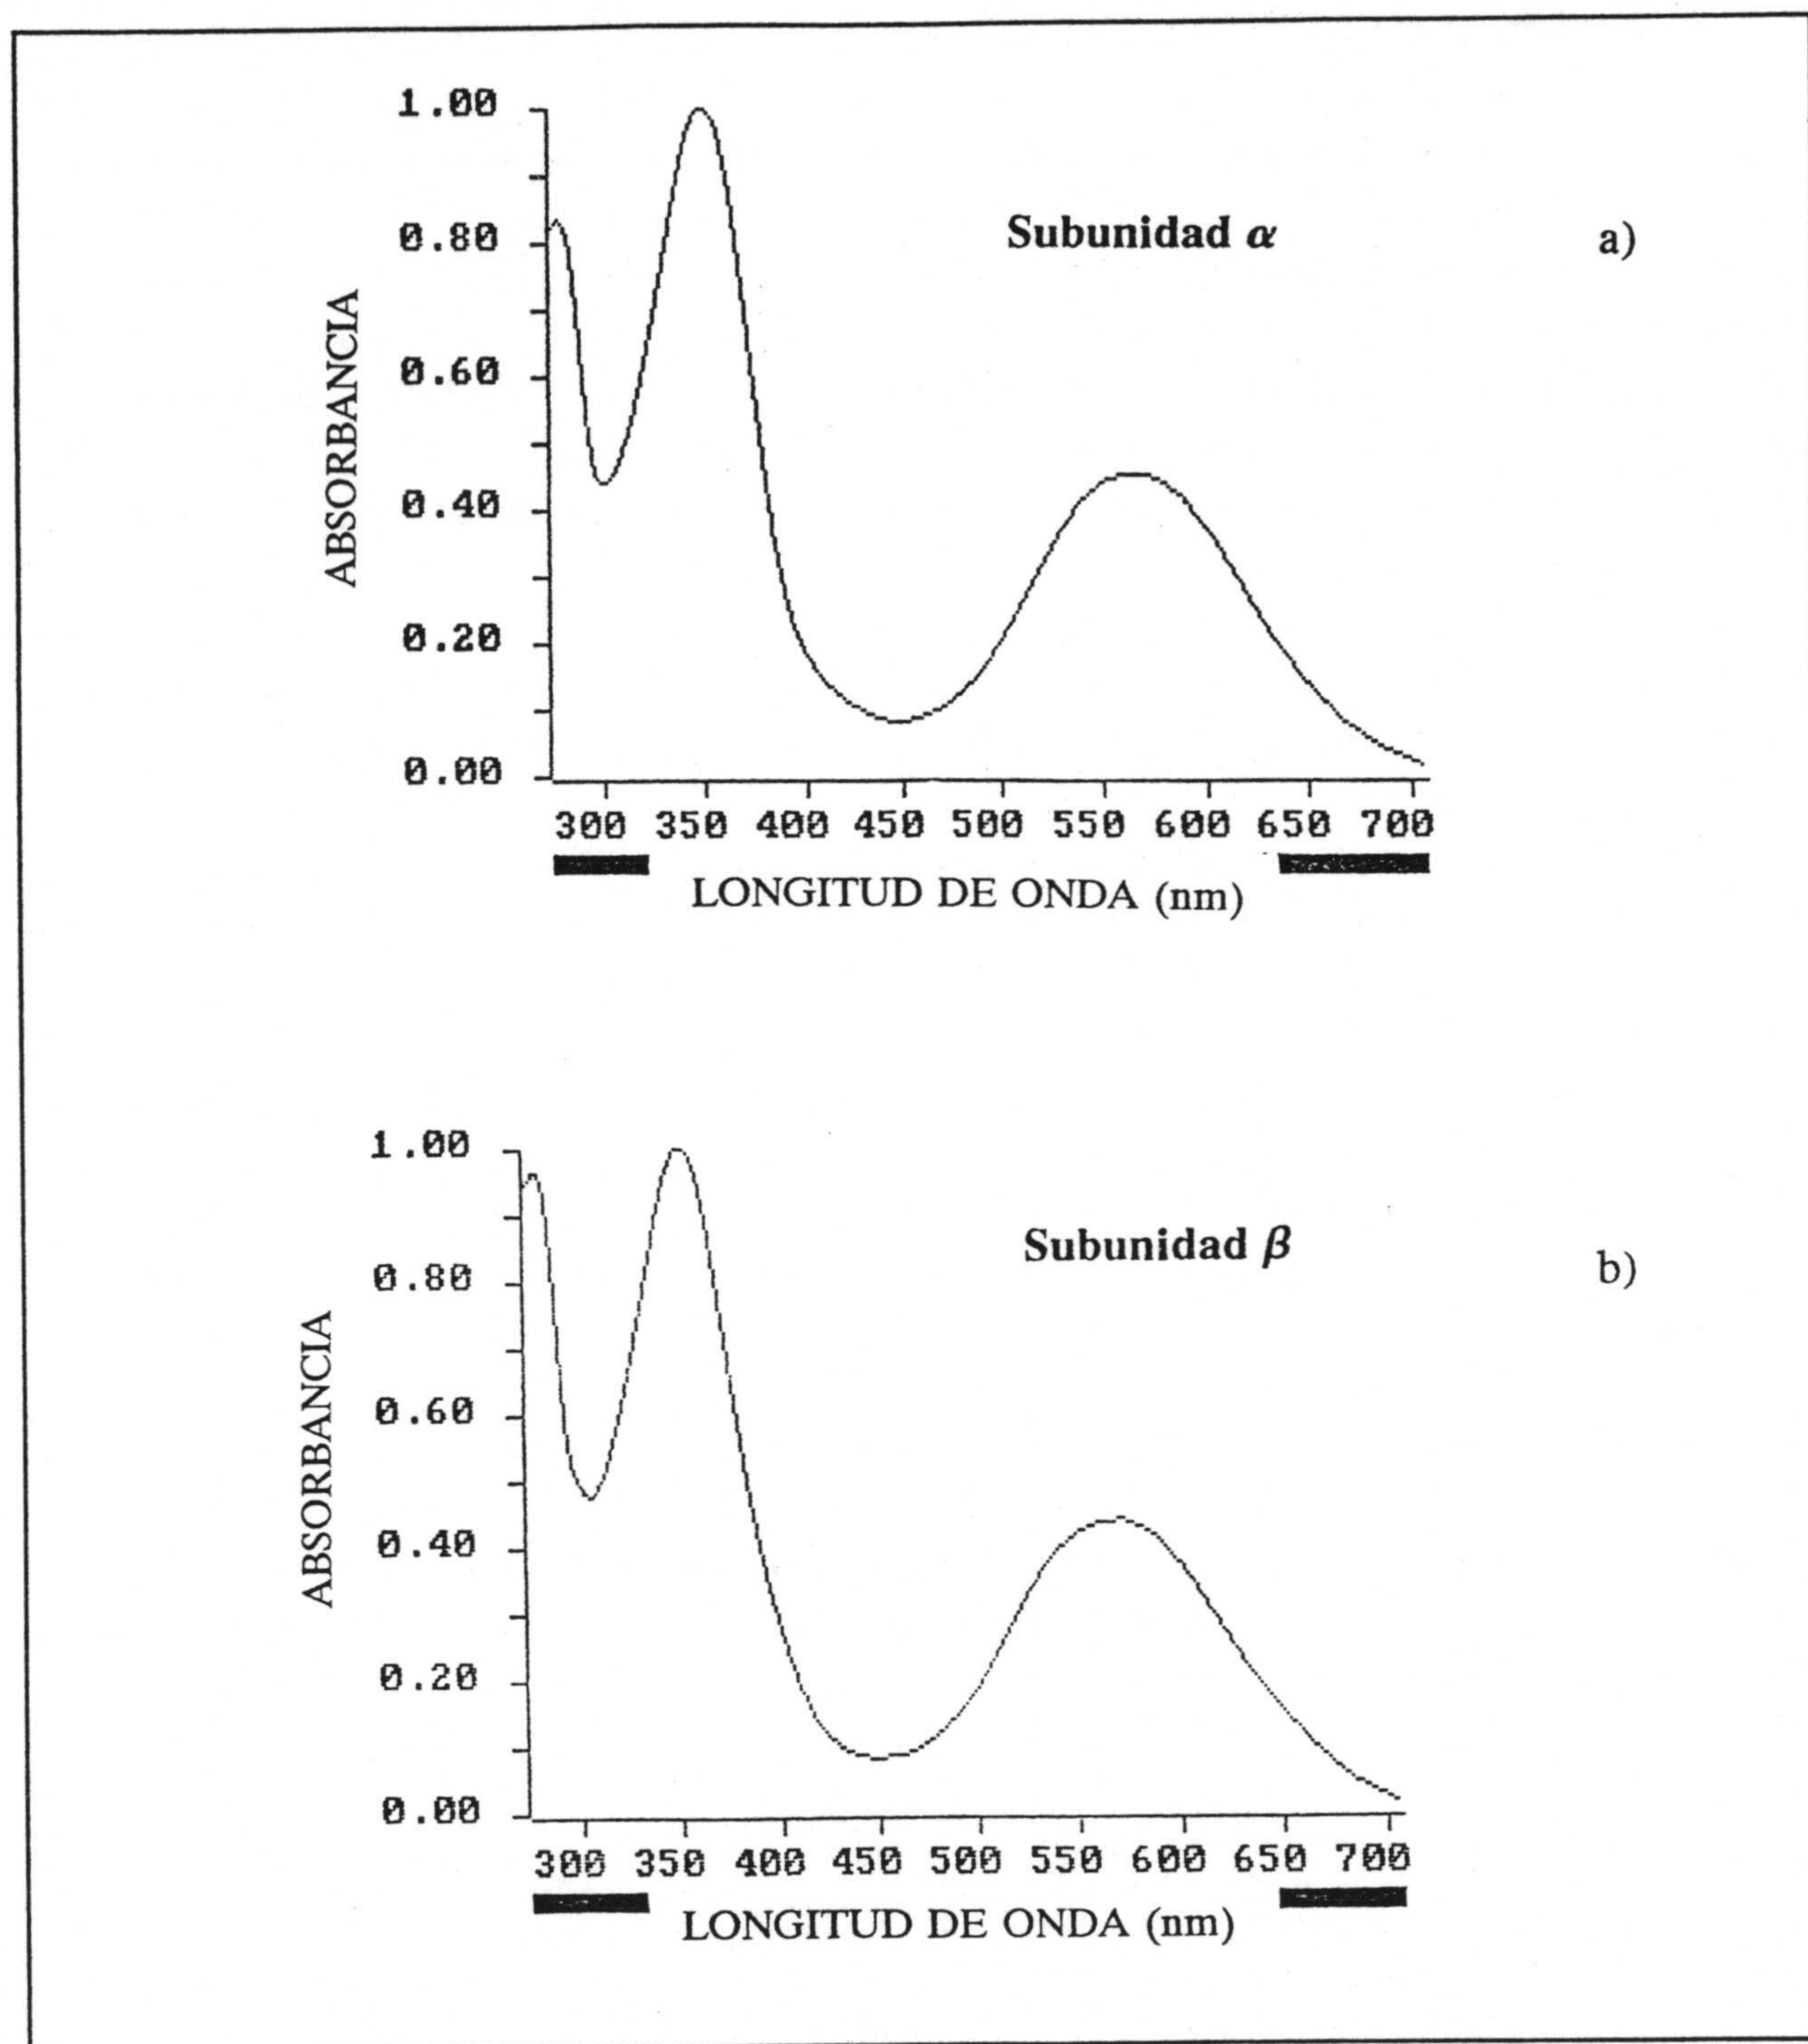 1.00
0.80
0.60
0.40
0.20
0.00
ABSORBANCIA
Subunidad α
a)
300 350 400 450 500 550 600 650 700
LONGITUD DE ONDA (nm)
1.00
0.80
0.60
0.40
0.20
0.00
ABSORBANCIA
Subunidad β
b)
300 350 400 450 500 550 600 650 700
LONGITUD DE ONDA (nm)